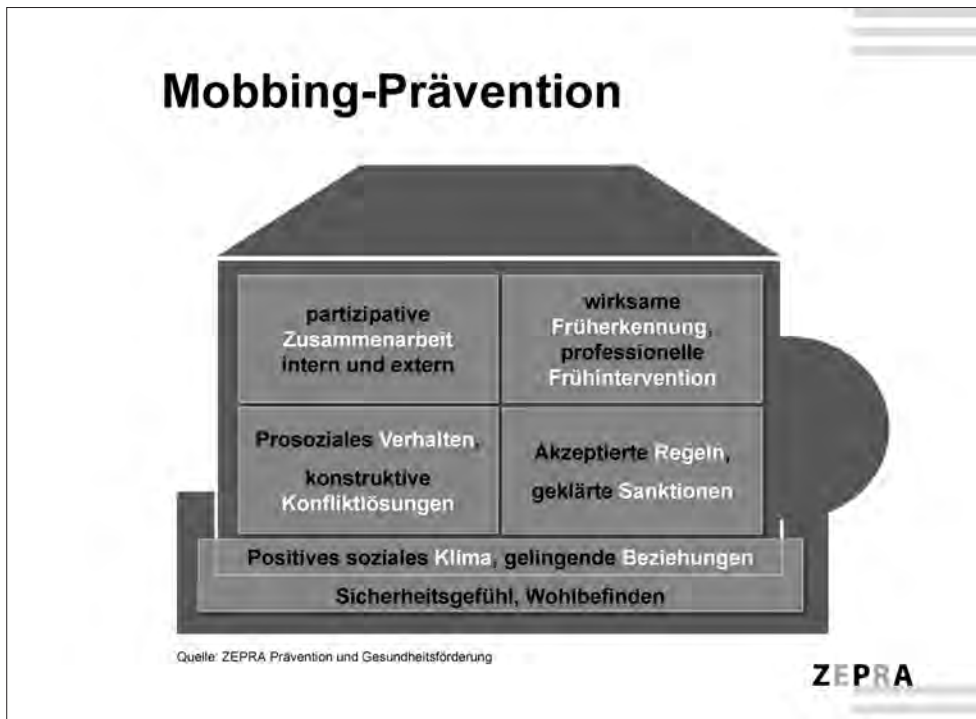 Mobbing-Prävention
partizipative
Zusammenarbeit
intern und extern
wirksame
Früherkennung,
professionelle
Frühintervention
Prosoziales Verhalten,
konstruktive
Konfliktlösungen
Akzeptierte Regeln,
geklärte Sanktionen
Positives soziales Klima, gelingende Beziehungen
Sicherheitsgefühl, Wohlbefinden
Quelle: ZEPRA Prävention und Gesundheitsförderung
ZEPRA